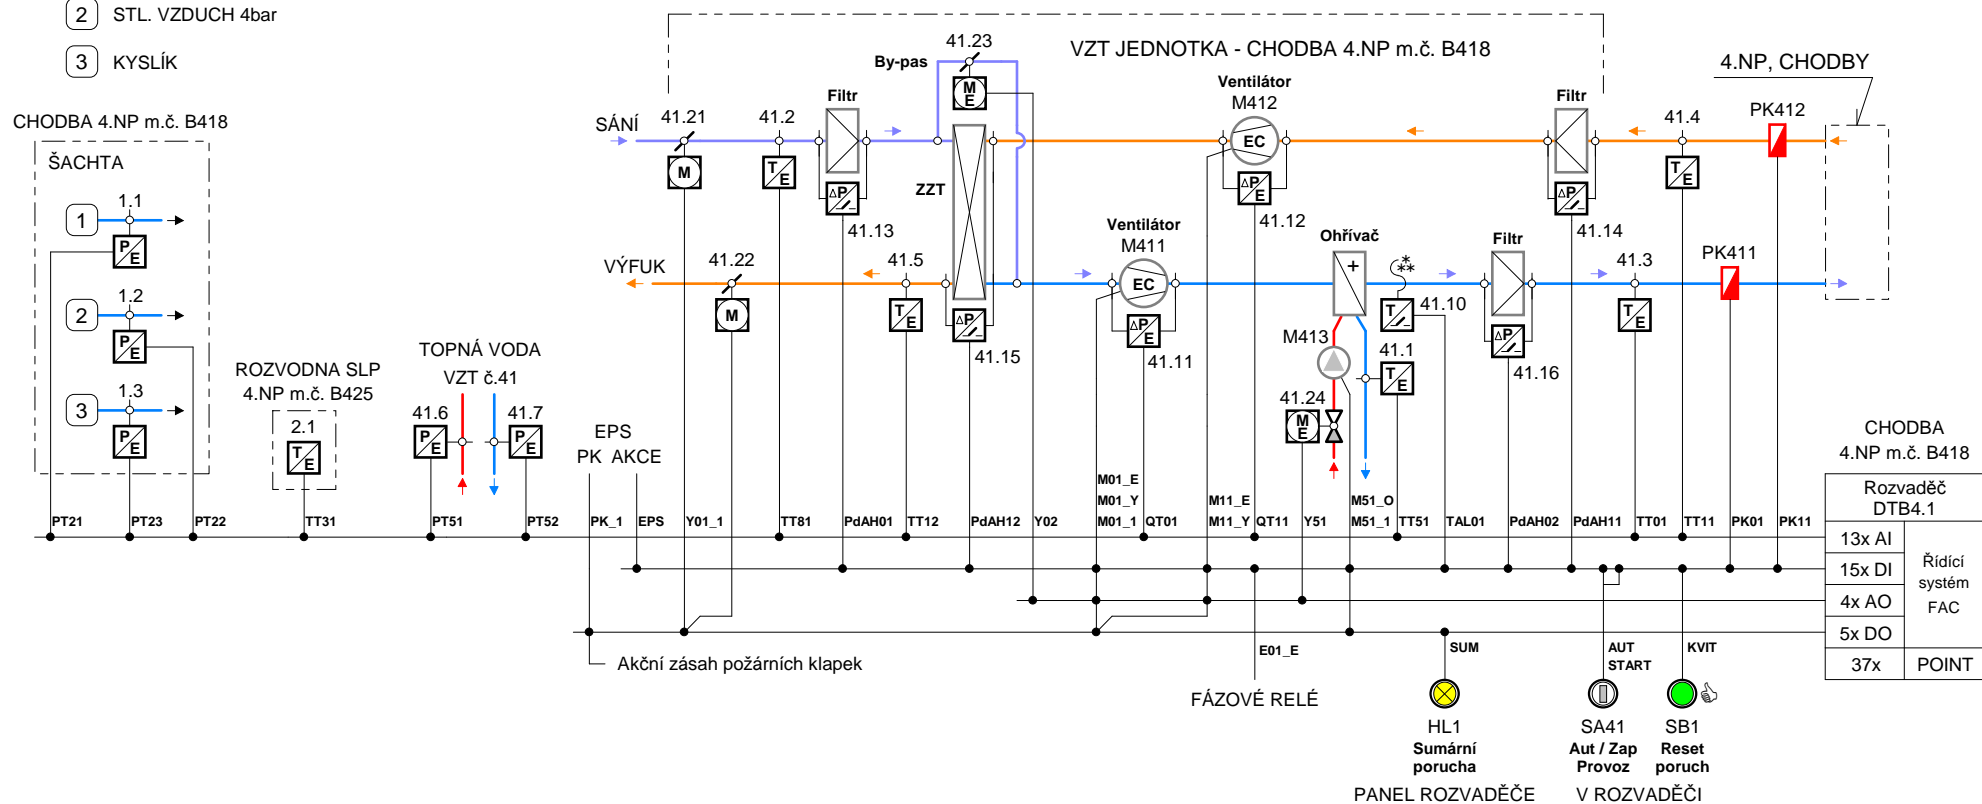 2 STL. VZDUCH 4bar
3 KYSLÍK
CHODBA 4.NP m.č. B418
ŠACHTA
1 1.1
P E
2 1.2
P E
3 1.3
P E
ROZVODNA SLP
4.NP m.č. B425
2.1
T E
TOPNÁ VODA
VZT č.41
41.6 41.7
P E P E
EPS
PK AKCE
VZT JEDNOTKA - CHODBA 4.NP m.č. B418
4.NP, CHODBY
SÁNÍ
41.21
M
41.2
T E
Filtr
ΔP
41.13
By-pas
41.23
M E
ZZT
Ventilátor
M412
EC
ΔP E
41.12
Filtr
ΔP
41.14
41.4
T E
PK412
VÝFUK
41.22
M
41.5
T E
ΔP
41.15
Ventilátor
M411
EC
ΔP E
41.11
Ohřívač
+
M413
41.24
M E
***
T
41.10
41.1
T E
Filtr
ΔP
41.16
41.3
T E
PK411
CHODBA
4.NP m.č. B418
Rozvaděč
DTB4.1
13x AI
15x DI
4x AO
5x DO
Řídící
systém
FAC
37x POINT
M01_E
M01_Y
M01_1
M11_E
M11_Y
M51_O
M51_1
PT21 PT23 PT22 TT31 PT51 PT52 PK_1 EPS Y01_1 TT81 PdAH01 TT12 PdAH12 Y02 QT01 QT11 Y51 TT51 TAL01 PdAH02 PdAH11 TT01 TT11 PK01 PK11
Akční zásah požárních klapek
E01_E
FÁZOVÉ RELÉ
SUM
HL1
Sumární
porucha
PANEL ROZVADĚČE
AUT
START
SA41
Aut / Zap
Provoz
KVIT
SB1
Reset
poruch
V ROZVADĚČI